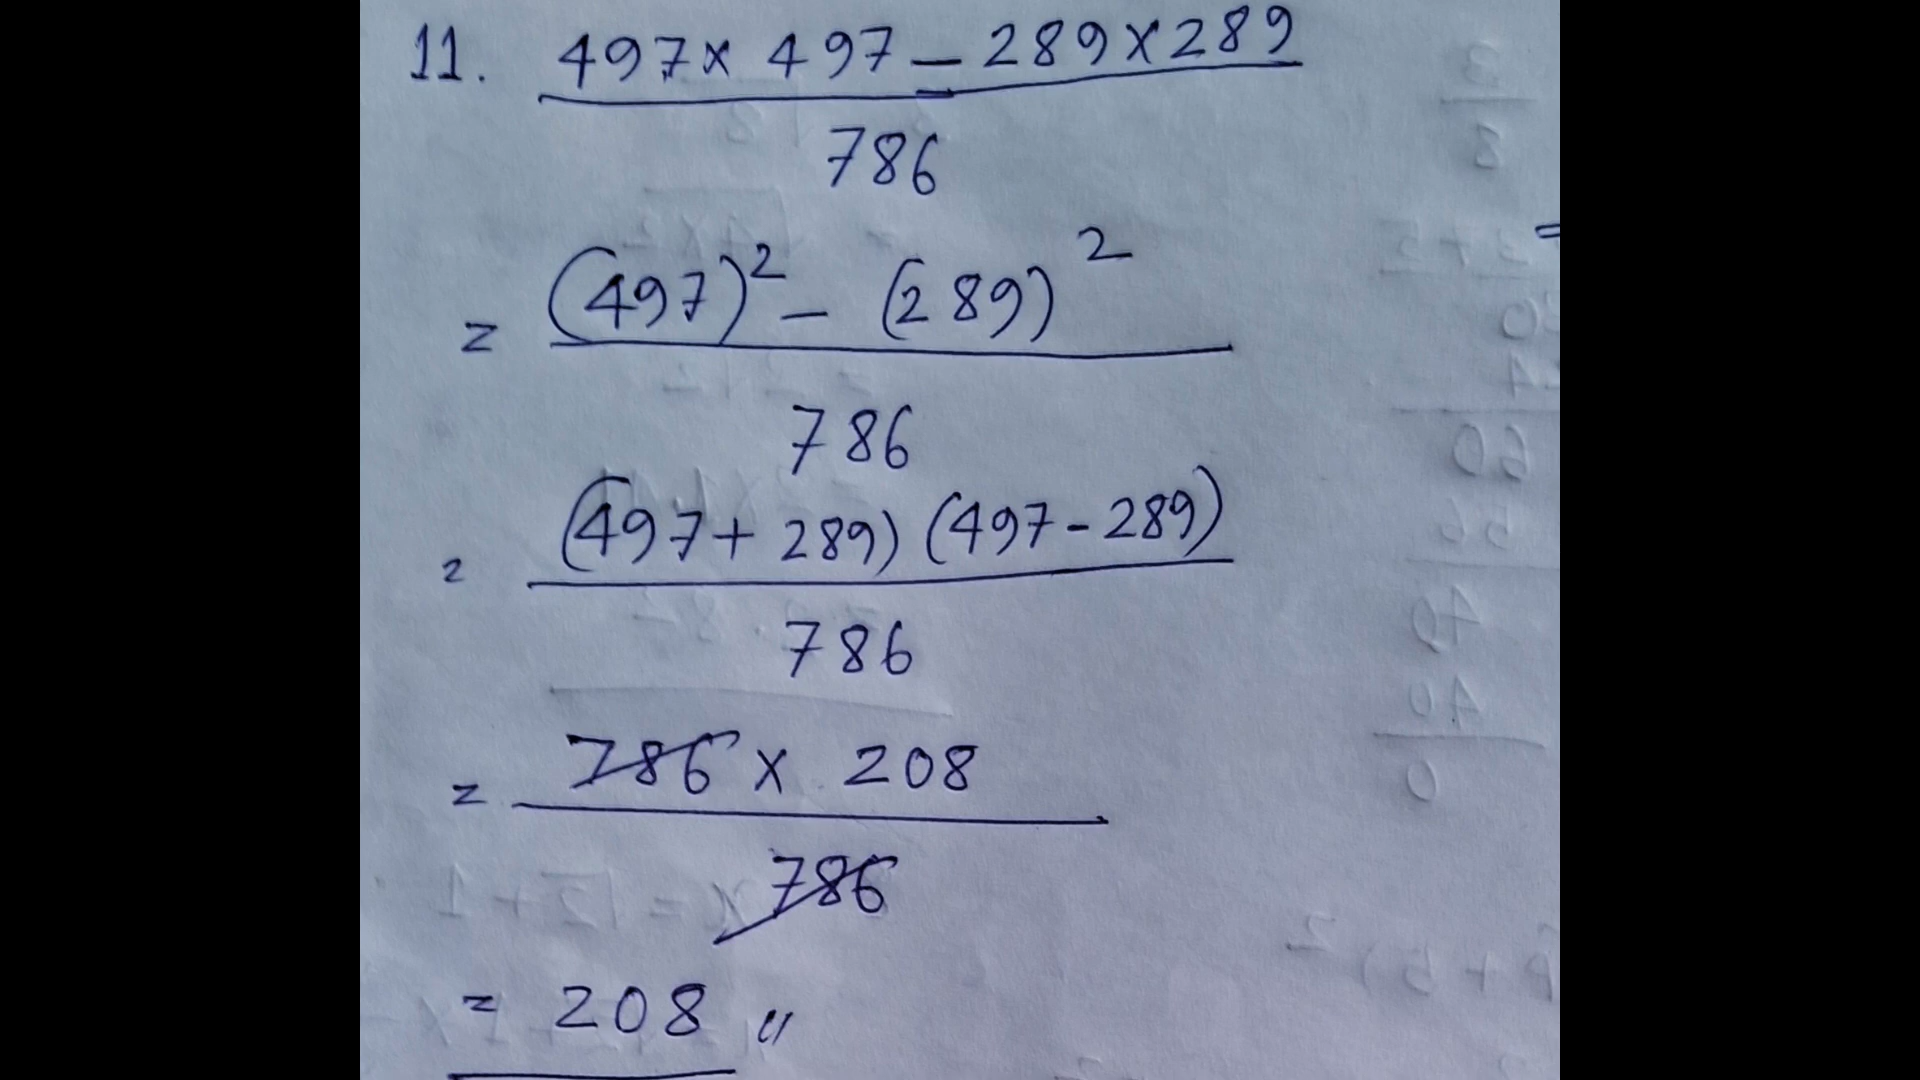 11. 497 x 497 - 289 x 289
786
= (497)² - (289)²
786
= (497 + 289) (497 - 289)
786
= 786 x 208
786
= 208 "